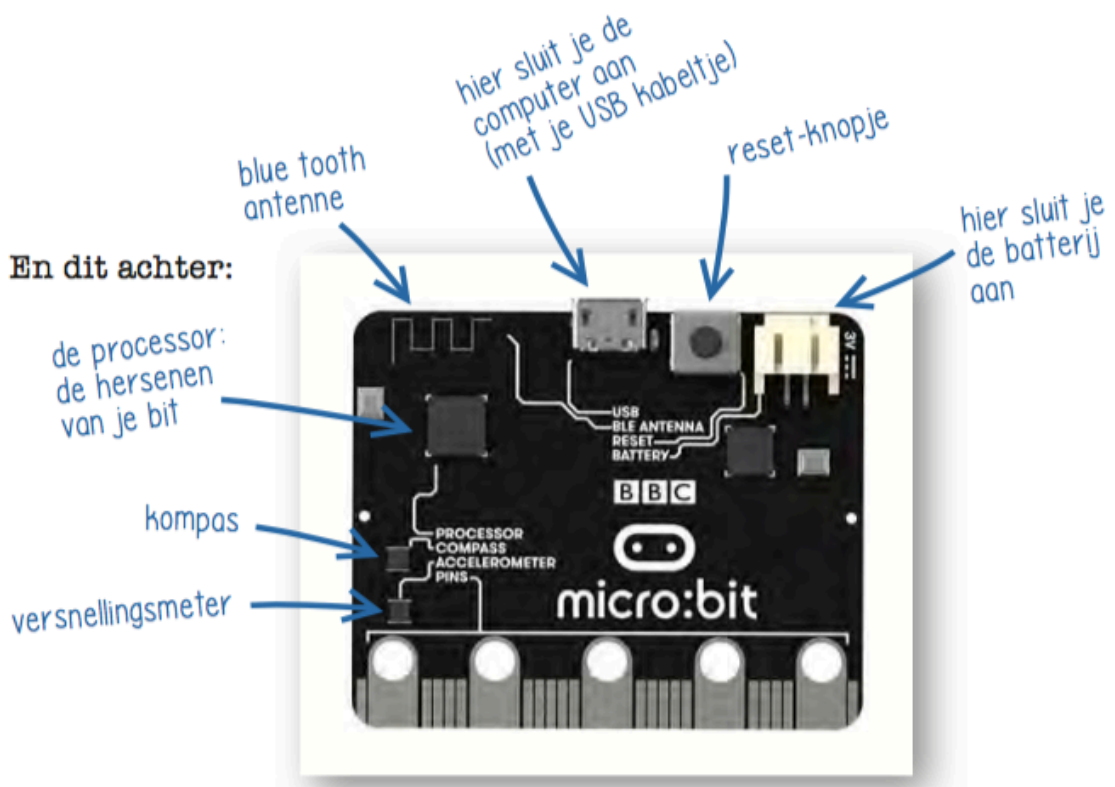 hier sluit je de
computer aan
(met je USB kabeltje)
reset-knopje
blue tooth
antenne
hier sluit je
de batterij
aan
En dit achter:
de processor:
de hersenen
van je bit
3V
USB
BLE ANTENNA
RESET
BATTERY
BBC
kompas
PROCESSOR
COMPASS
ACCELEROMETER
PINS
micro:bit
versnellingsmeter